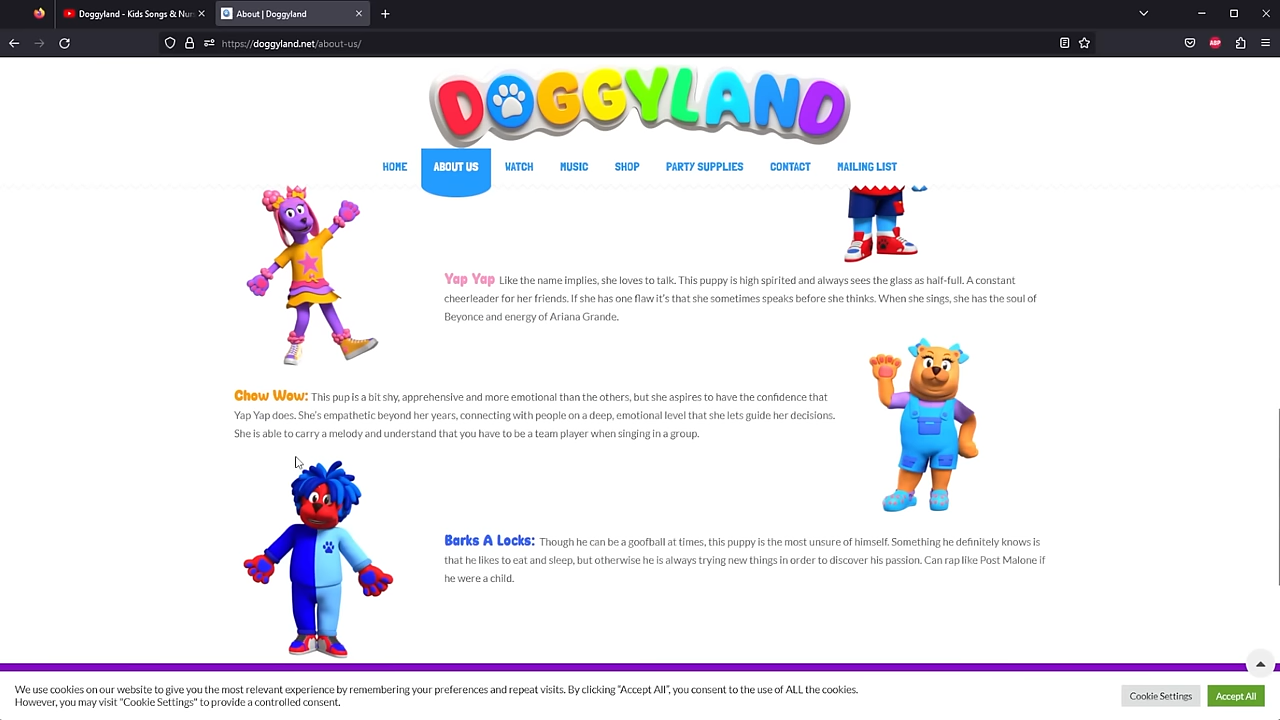 Doggyland - Kids Songs & Nur
About | Doggyland
https://doggyland.net/about-us/
ABP
DOGGYLAND
HOME
ABOUT US
WATCH
MUSIC
SHOP
PARTY SUPPLIES
CONTACT
MAILING LIST
Yap Yap Like the name implies, she loves to talk. This puppy is high spirited and always sees the glass as half-full. A constant
cheerleader for her friends. If she has one flaw it's that she sometimes speaks before she thinks. When she sings, she has the soul of
Beyonce and energy of Ariana Grande.
Chow Wow: This pup is a bit shy, apprehensive and more emotional than the others, but she aspires to have the confidence that
Yap Yap does. She's empathetic beyond her years, connecting with people on a deep, emotional level that she lets guide her decisions.
She is able to carry a melody and understand that you have to be a team player when singing in a group.
Barks A Locks: Though he can be a goofball at times, this puppy is the most unsure of himself. Something he definitely knows is
that he likes to eat and sleep, but otherwise he is always trying new things in order to discover his passion. Can rap like Post Malone if
he were a child.
We use cookies on our website to give you the most relevant experience by remembering your preferences and repeat visits. By clicking "Accept All", you consent to the use of ALL the cookies.
However, you may visit "Cookie Settings" to provide a controlled consent.
Cookie Settings
Accept All